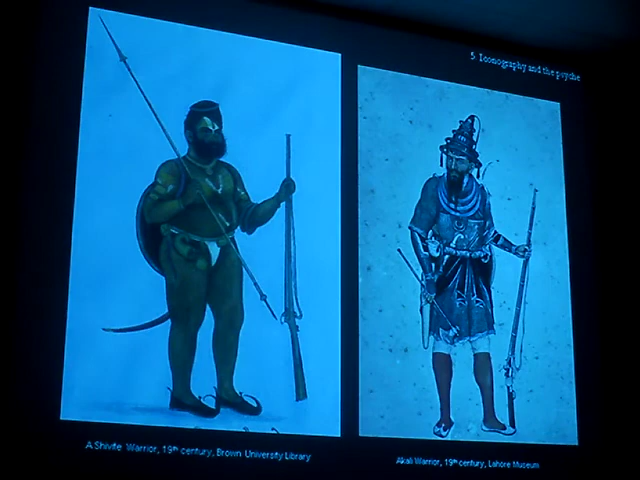 5. Iconography and the psyche
A Shivite Warrior, 19th century, Brown University Library
Akali Warrior, 19th century, Lahore Museum